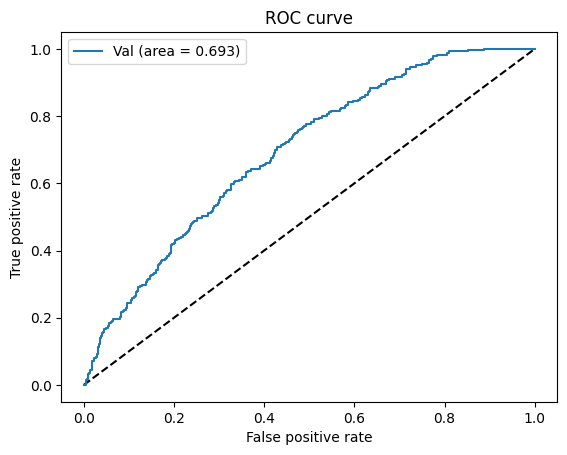 ROC curve
Val (area = 0.693)
True positive rate
1.0
0.8
0.6
0.4
0.2
0.0
0.0 0.2 0.4 0.6 0.8 1.0
False positive rate